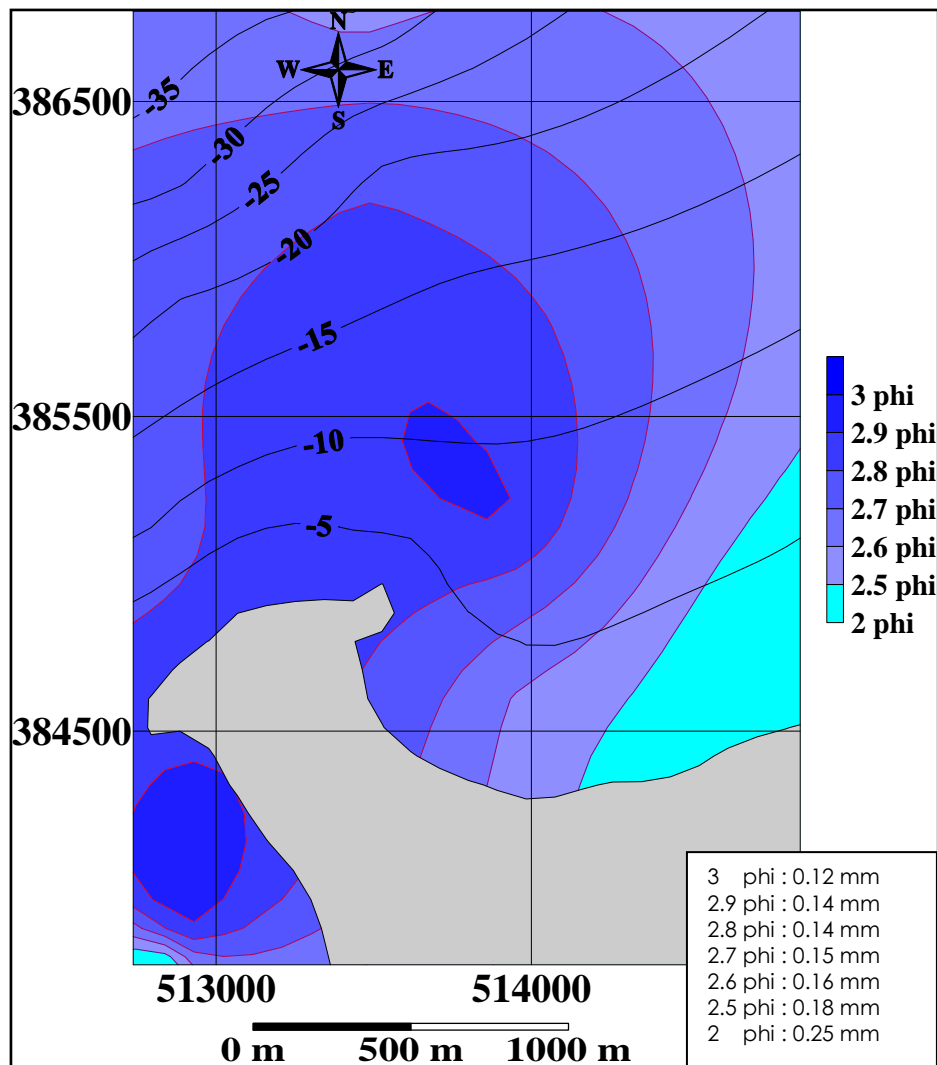 N
W E
S
386500
-35
-30
-25
-20
-15
385500
-10
-5
384500
3 phi
2.9 phi
2.8 phi
2.7 phi
2.6 phi
2.5 phi
2 phi
3 phi : 0.12 mm
2.9 phi : 0.14 mm
2.8 phi : 0.14 mm
2.7 phi : 0.15 mm
2.6 phi : 0.16 mm
2.5 phi : 0.18 mm
2 phi : 0.25 mm
513000 514000
0 m 500 m 1000 m